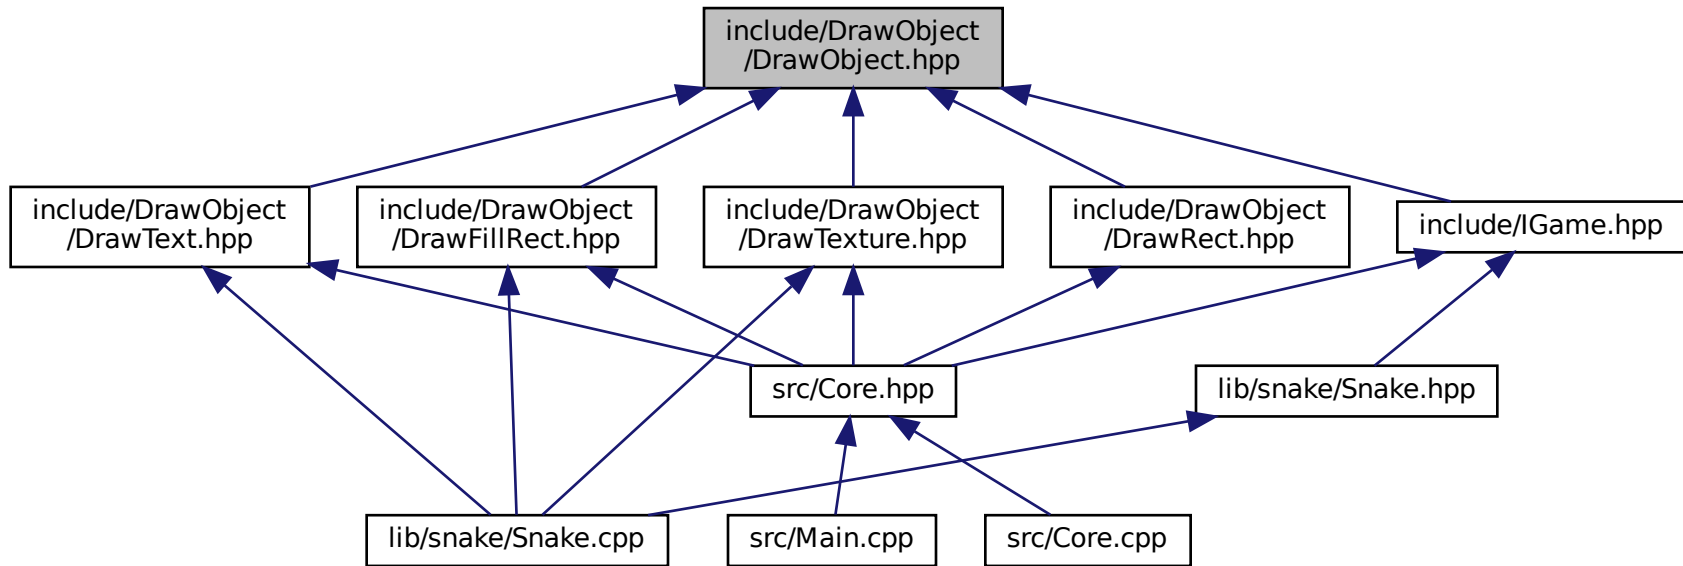 include/DrawObject
/DrawObject.hpp
include/DrawObject
/DrawText.hpp
include/DrawObject
/DrawFillRect.hpp
include/DrawObject
/DrawTexture.hpp
include/DrawObject
/DrawRect.hpp
include/IGame.hpp
src/Core.hpp
lib/snake/Snake.hpp
lib/snake/Snake.cpp
src/Main.cpp
src/Core.cpp